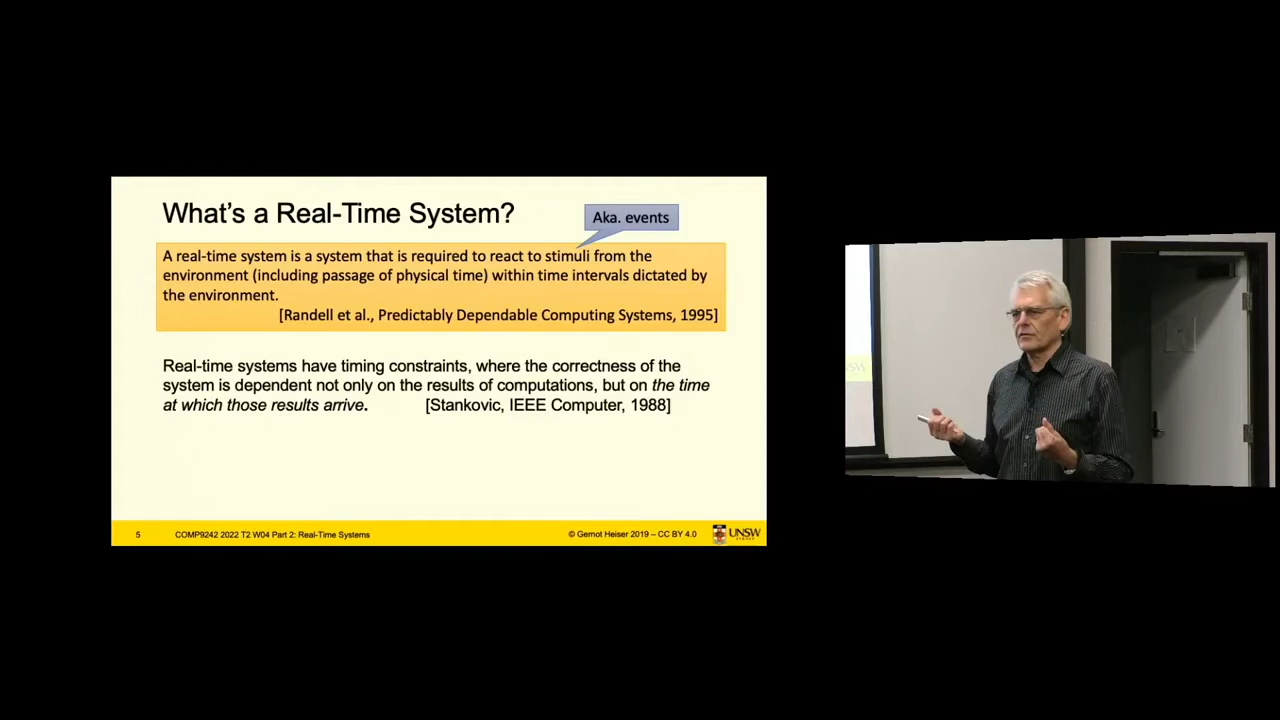 What's a Real-Time System?
Aka. events
A real-time system is a system that is required to react to stimuli from the
environment (including passage of physical time) within time intervals dictated by
the environment.
[Randell et al., Predictably Dependable Computing Systems, 1995]
Real-time systems have timing constraints, where the correctness of the
system is dependent not only on the results of computations, but on the time
at which those results arrive. [Stankovic, IEEE Computer, 1988]
5 COMP9242 2022 T2 W04 Part 2: Real-Time Systems © Gernot Heiser 2019 – CC BY 4.0 UNSW